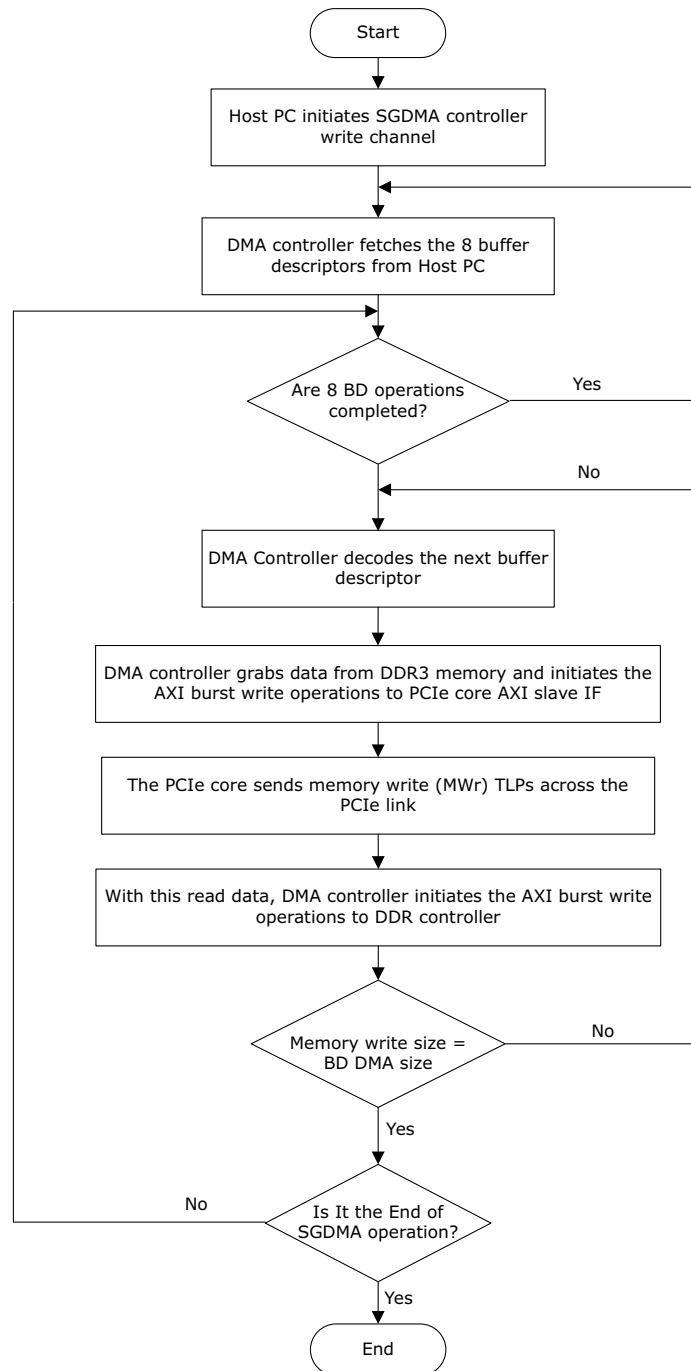 Start
Host PC initiates SGDMA controller
write channel
DMA controller fetches the 8 buffer
descriptors from Host PC
Are 8 BD operations
completed?
Yes
No
DMA Controller decodes the next buffer
descriptor
DMA controller grabs data from DDR3 memory and initiates the
AXI burst write operations to PCIe core AXI slave IF
The PCIe core sends memory write (MWr) TLPs across the
PCIe link
With this read data, DMA controller initiates the AXI burst write
operations to DDR controller
Memory write size =
BD DMA size
No
Yes
Is It the End of
SGDMA operation?
No
Yes
End